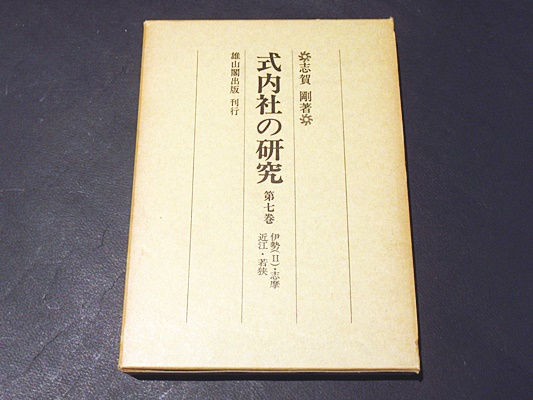 志賀 剛著
式内社の研究 第七巻
伊勢(II)・志摩
近江・若狭
雄山閣出版 刊行